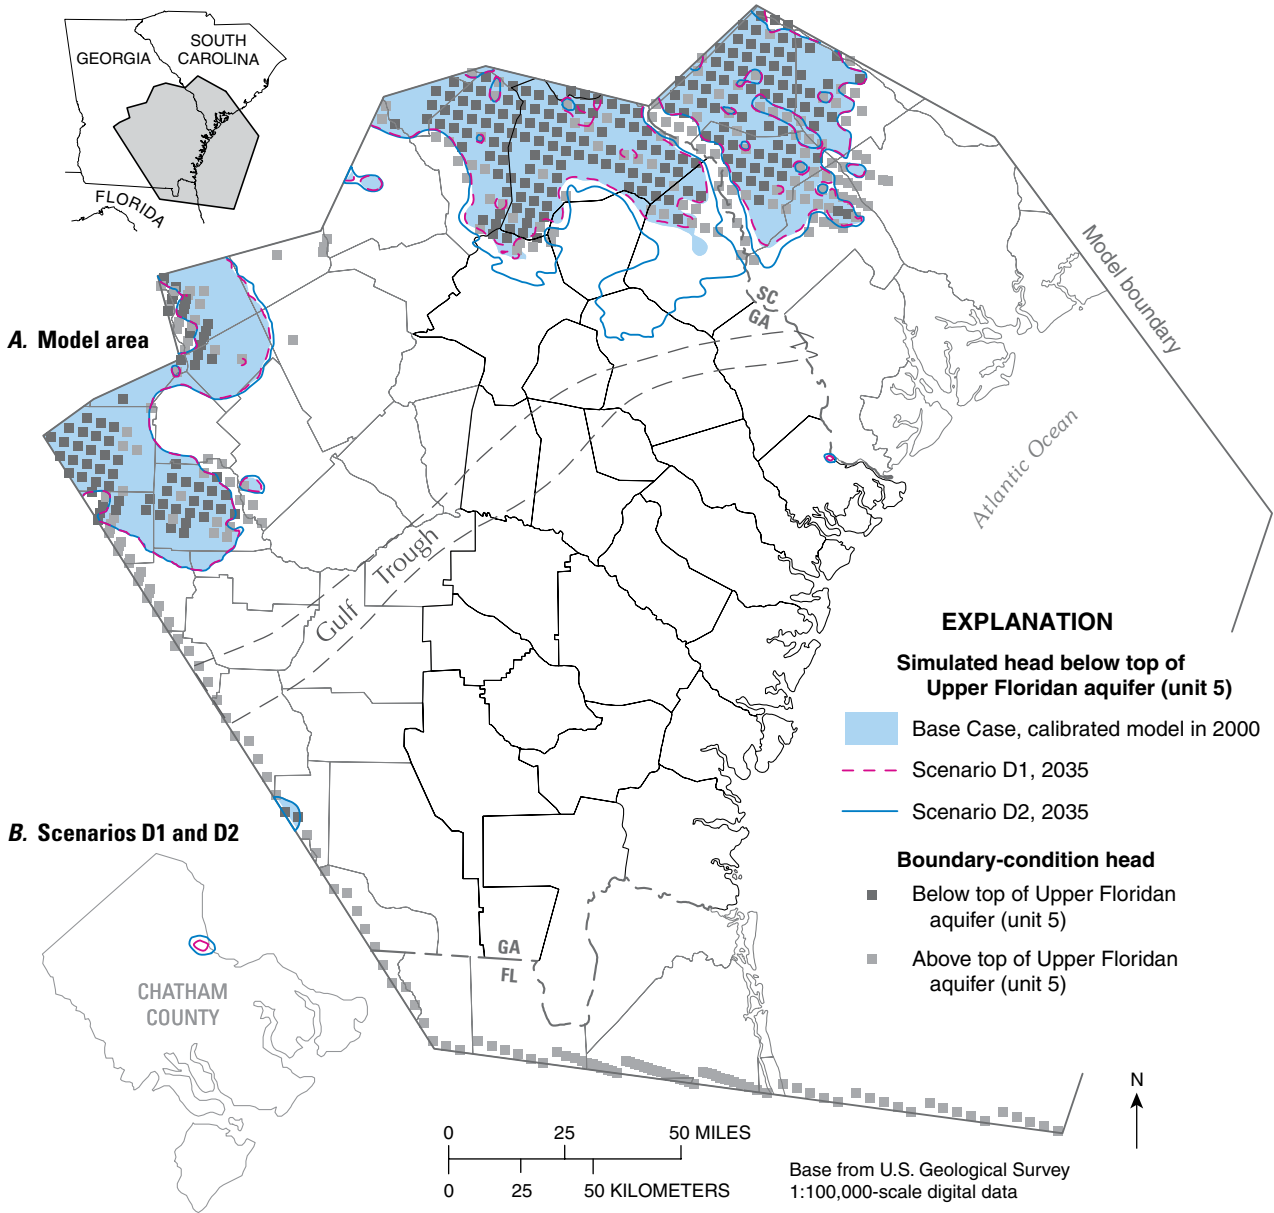 GEORGIA
SOUTH
CAROLINA
FLORIDA
A. Model area
SC
GA
Model boundary
Atlantic Ocean
Gulf Trough
EXPLANATION
Simulated head below top of
Upper Floridan aquifer (unit 5)
Base Case, calibrated model in 2000
Scenario D1, 2035
Scenario D2, 2035
Boundary-condition head
Below top of Upper Floridan
aquifer (unit 5)
Above top of Upper Floridan
aquifer (unit 5)
B. Scenarios D1 and D2
CHATHAM
COUNTY
GA
FL
N
0 25 50 MILES
0 25 50 KILOMETERS
Base from U.S. Geological Survey
1:100,000-scale digital data